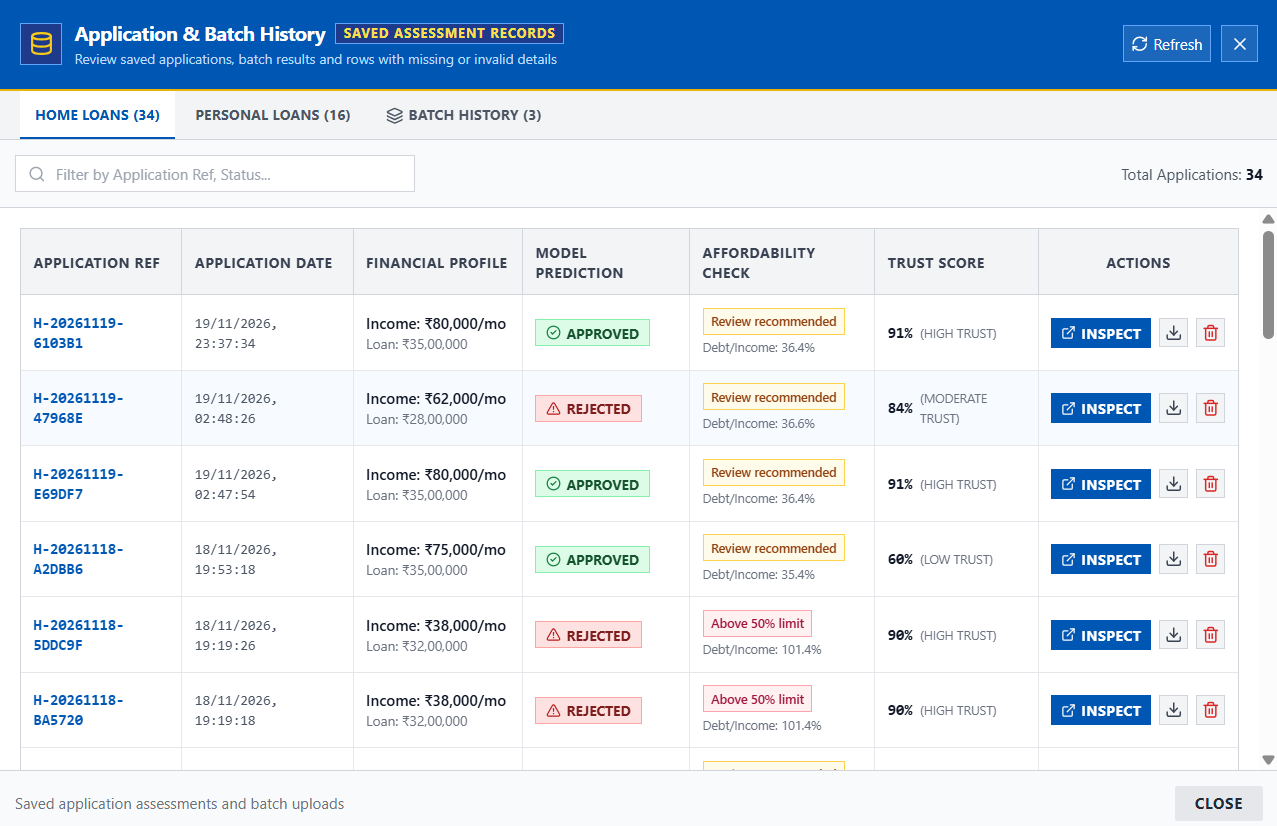 Application & Batch History
SAVED ASSESSMENT RECORDS
Review saved applications, batch results and rows with missing or invalid details
Refresh
HOME LOANS (34)
PERSONAL LOANS (16)
BATCH HISTORY (3)
Filter by Application Ref, Status...
Total Applications: 34
APPLICATION REF
APPLICATION DATE
FINANCIAL PROFILE
MODEL
PREDICTION
AFFORDABILITY
CHECK
TRUST SCORE
ACTIONS
H-20261119-
6103B1
19/11/2026,
23:37:34
Income: ₹80,000/mo
Loan: ₹35,00,000
APPROVED
Review recommended
Debt/Income: 36.4%
91% (HIGH TRUST)
INSPECT
H-20261119-
47968E
19/11/2026,
02:48:26
Income: ₹62,000/mo
Loan: ₹28,00,000
REJECTED
Review recommended
Debt/Income: 36.6%
84% (MODERATE
TRUST)
INSPECT
H-20261119-
E69DF7
19/11/2026,
02:47:54
Income: ₹80,000/mo
Loan: ₹35,00,000
APPROVED
Review recommended
Debt/Income: 36.4%
91% (HIGH TRUST)
INSPECT
H-20261118-
A2DBB6
18/11/2026,
19:53:18
Income: ₹75,000/mo
Loan: ₹35,00,000
APPROVED
Review recommended
Debt/Income: 35.4%
60% (LOW TRUST)
INSPECT
H-20261118-
5DDC9F
18/11/2026,
19:19:26
Income: ₹38,000/mo
Loan: ₹32,00,000
REJECTED
Above 50% limit
Debt/Income: 101.4%
90% (HIGH TRUST)
INSPECT
H-20261118-
BA5720
18/11/2026,
19:19:18
Income: ₹38,000/mo
Loan: ₹32,00,000
REJECTED
Above 50% limit
Debt/Income: 101.4%
90% (HIGH TRUST)
INSPECT
Saved application assessments and batch uploads
CLOSE